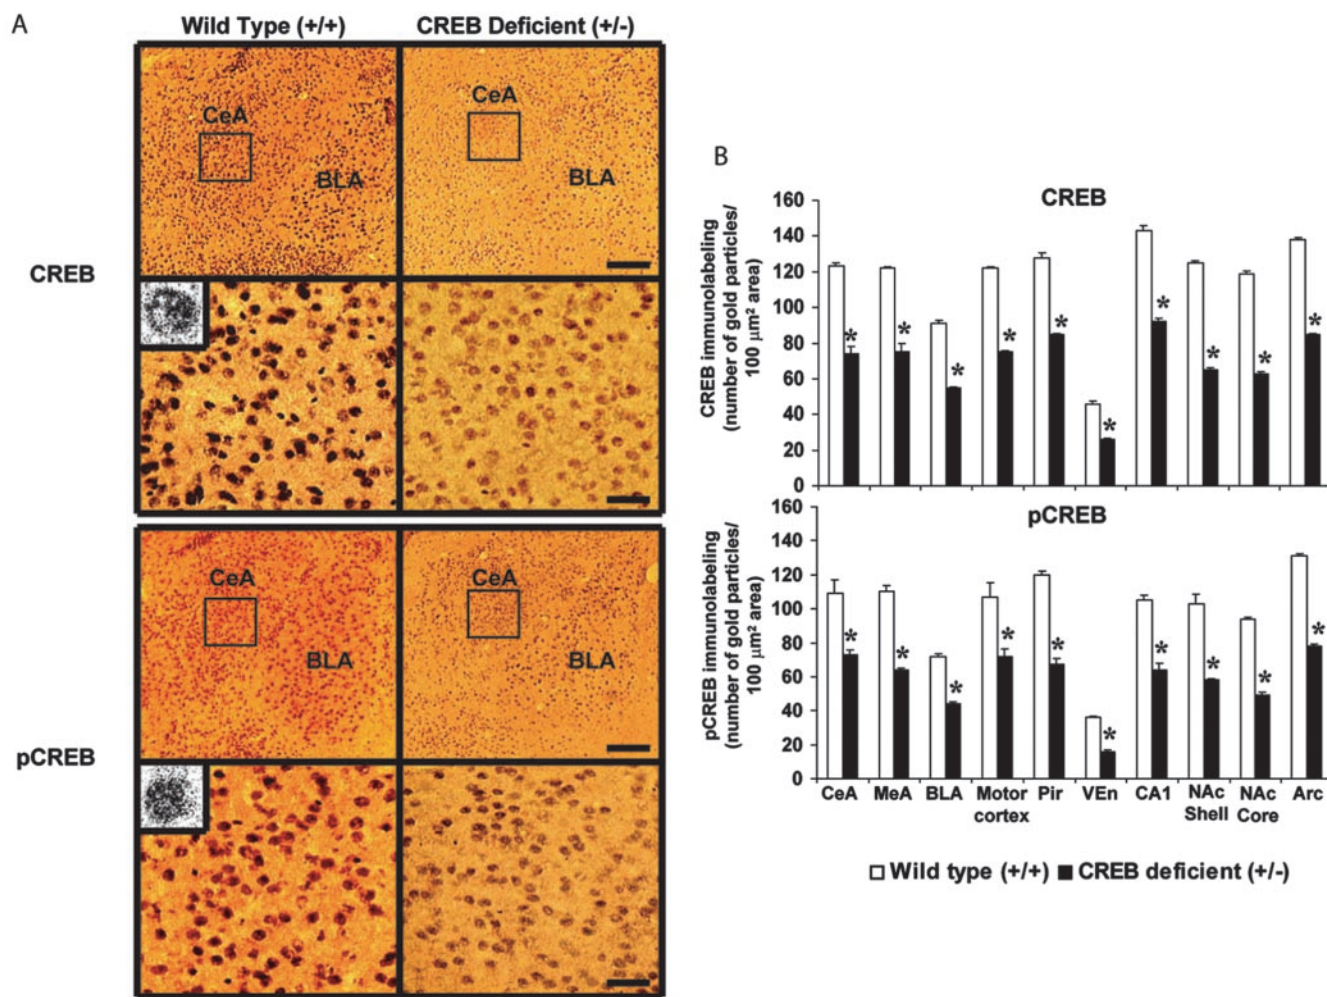 A
Wild Type (+/+)
CREB Deficient (+/-)
CeA
BLA
CeA
BLA
CREB
CeA
BLA
CeA
BLA
pCREB
B
CREB
CREB immunolabeling
(number of gold particles/
100 µm² area)
160
140
120
100
80
60
40
20
0
* * * * * * * * * *
pCREB
pCREB immunolabeling
(number of gold particles/
100 µm² area)
160
140
120
100
80
60
40
20
0
* * * * * * * * * *
CeA MeA BLA Motor cortex Pir VEn CA1 NAc Shell NAc Core Arc
Wild type (+/+) CREB deficient (+/-)